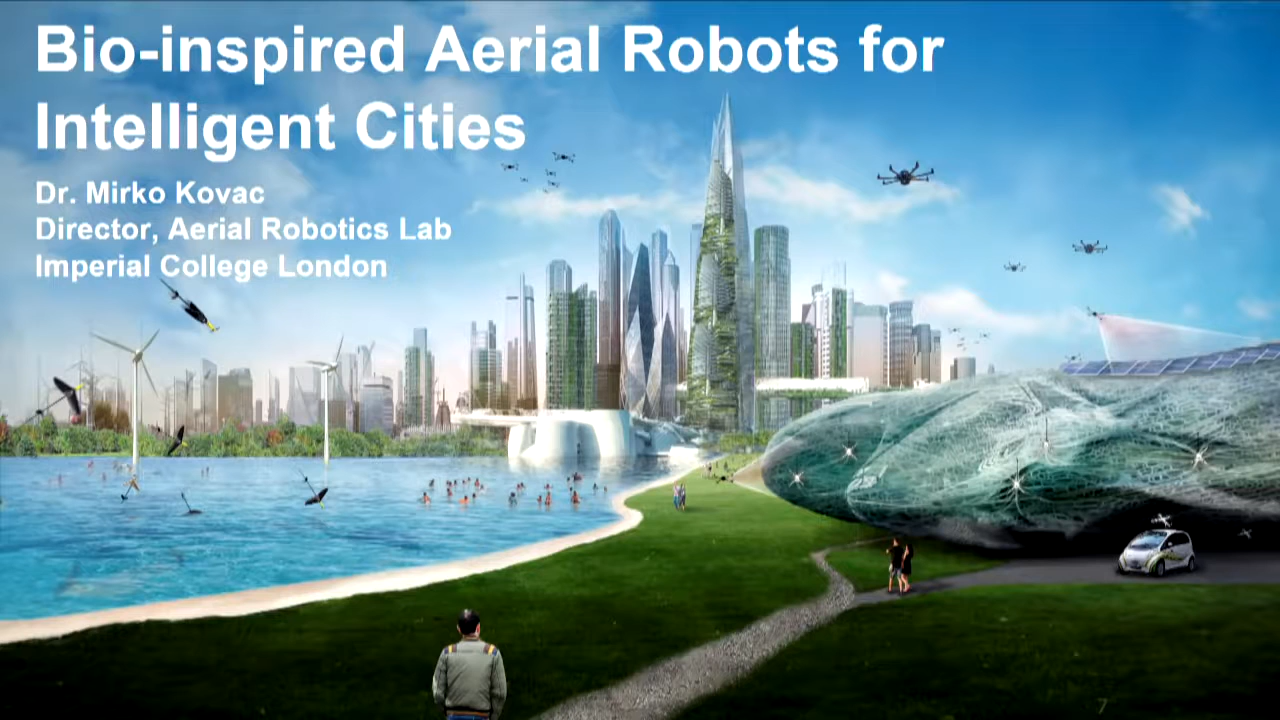 Bio-inspired Aerial Robots for
Intelligent Cities
Dr. Mirko Kovac
Director, Aerial Robotics Lab
Imperial College London